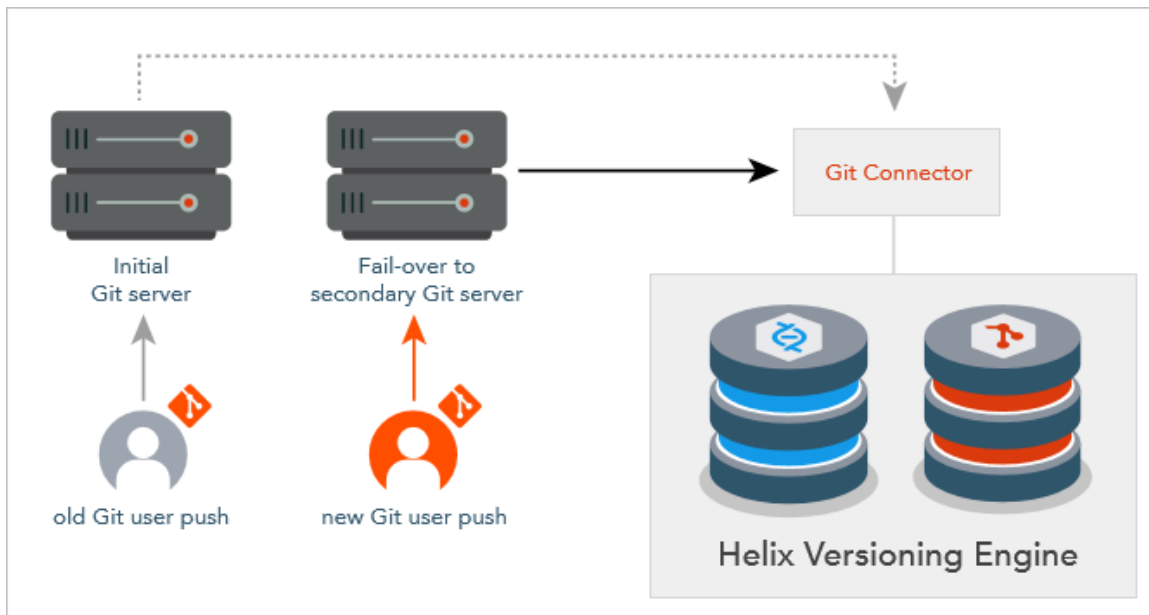 Git Connector
Initial
Git server
Fail-over to
secondary Git server
old Git user push
new Git user push
Helix Versioning Engine